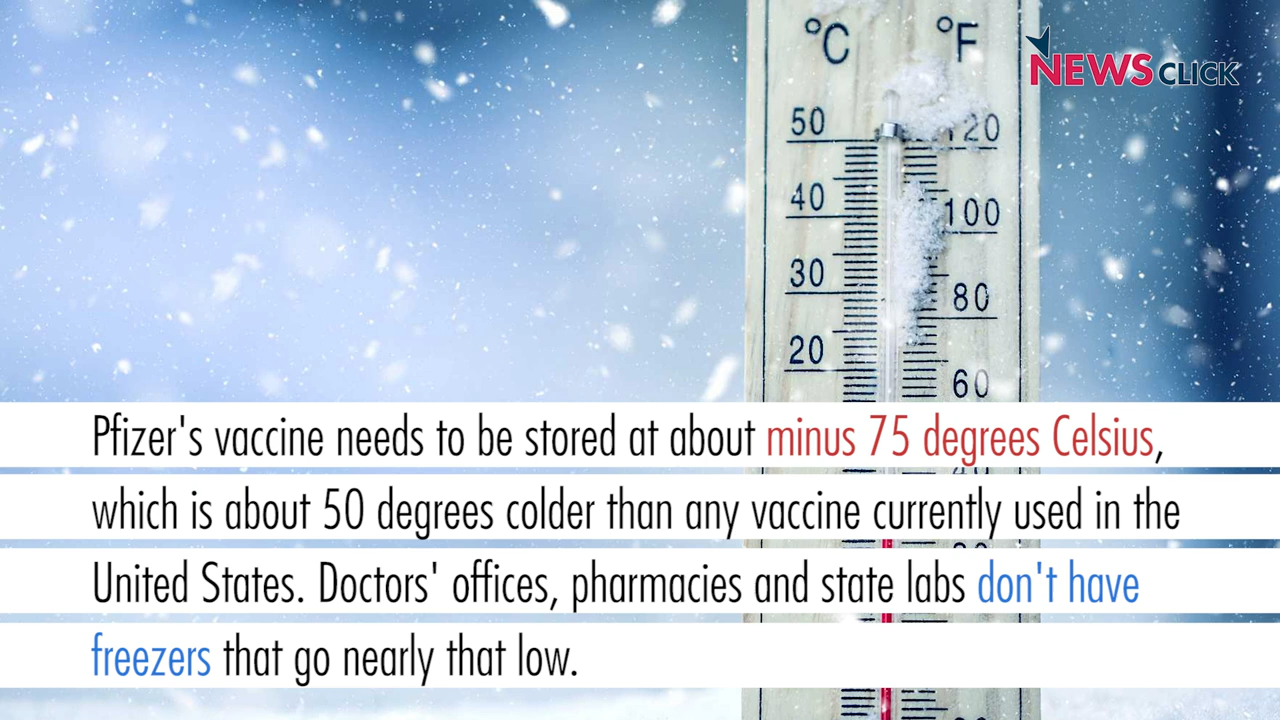 °C °F
NEWSCLICK
50 120
40 100
30 80
20 60
Pfizer's vaccine needs to be stored at about minus 75 degrees Celsius,
which is about 50 degrees colder than any vaccine currently used in the
United States. Doctors' offices, pharmacies and state labs don't have
freezers that go nearly that low.